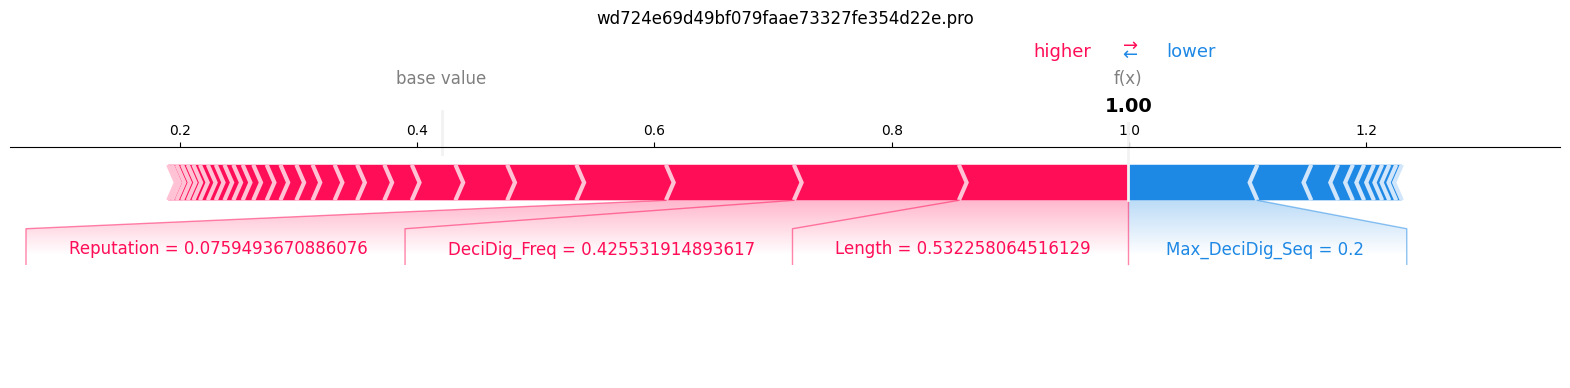 wd724e69d49bf079faae73327fe354d22e.pro
higher ⇄ lower
base value f(x)
1.00
0.2 0.4 0.6 0.8 1.0 1.2
Reputation = 0.0759493670886076 DeciDig_Freq = 0.425531914893617 Length = 0.532258064516129 Max_DeciDig_Seq = 0.2